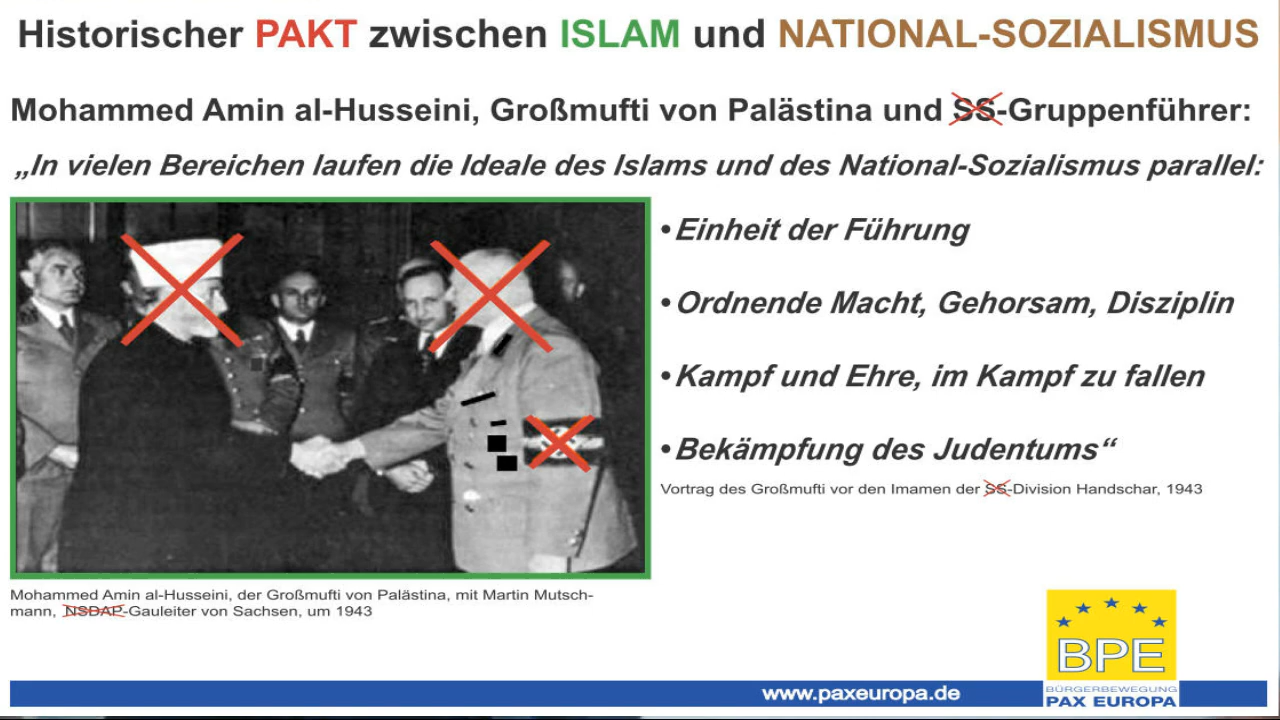 Historischer PAKT zwischen ISLAM und NATIONAL-SOZIALISMUS
Mohammed Amin al-Husseini, Großmufti von Palästina und SS-Gruppenführer:
„In vielen Bereichen laufen die Ideale des Islams und des National-Sozialismus parallel:
• Einheit der Führung
• Ordnende Macht, Gehorsam, Disziplin
• Kampf und Ehre, im Kampf zu fallen
• Bekämpfung des Judentums“
Vortrag des Großmufti vor den Imamen der SS-Division Handschar, 1943
Mohammed Amin al-Husseini, der Großmufti von Palästina, mit Martin Mutsch-
mann, NSDAP-Gauleiter von Sachsen, um 1943
BPE
BÜRGERBEWEGUNG
PAX EUROPA
www.paxeuropa.de